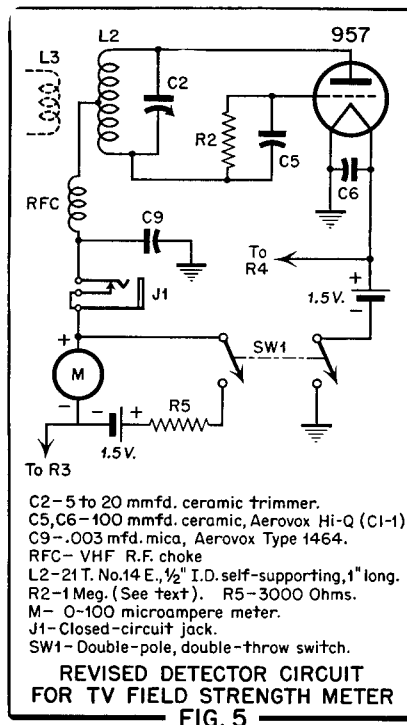 L2
957
L3
C2
R2
C5
C6
RFC
C9
To
R4
J1
+
1.5V.
-
+
M
-
SW1
- +
R5
1.5V.
To R3
C2-5 to 20 mmfd. ceramic trimmer.
C5,C6-100 mmfd. ceramic, Aerovox Hi-Q (CI-1)
C9-.003 mfd. mica, Aerovox Type 1464.
RFC- VHF R.F. choke
L2-21 T. No.14 E., ½" I.D. self-supporting, 1" long.
R2-1 Meg. (See text). R5-3000 Ohms.
M- 0-100 microampere meter.
J1-Closed-circuit jack.
SW1-Double-pole, double-throw switch.
REVISED DETECTOR CIRCUIT
FOR TV FIELD STRENGTH METER
FIG. 5